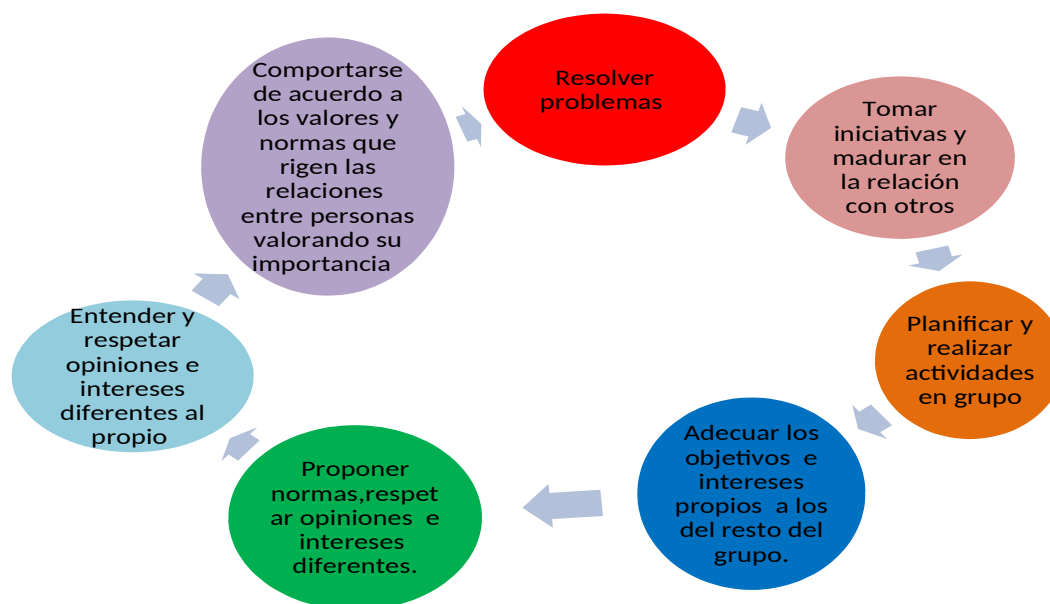 Resolver
problemas
Tomar
iniciativas y
madurar en
la relación
con otros
Planificar y
realizar
actividades
en grupo
Adecuar los
objetivos e
intereses
propios a los
del resto del
grupo.
Proponer
normas,respet
ar opiniones e
intereses
diferentes.
Entender y
respetar
opiniones e
intereses
diferentes al
propio
Comportarse
de acuerdo a
los valores y
normas que
rigen las
relaciones
entre personas
valorando su
importancia